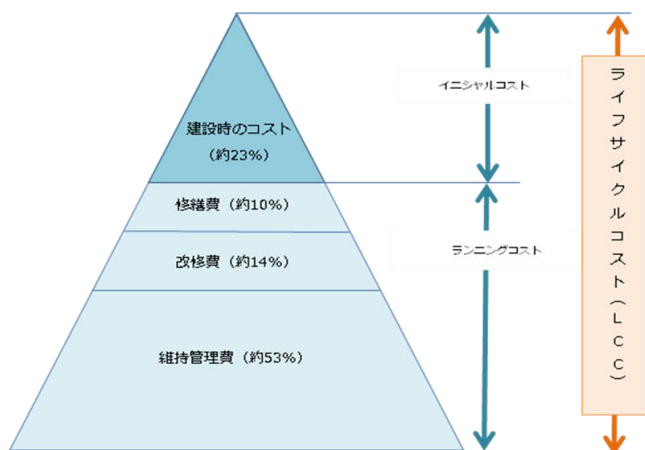 建設時のコスト
(約23%)
修繕費(約10%)
改修費(約14%)
維持管理費(約53%)
イニシャルコスト
ランニングコスト
ライフサイクルコスト(LCC)